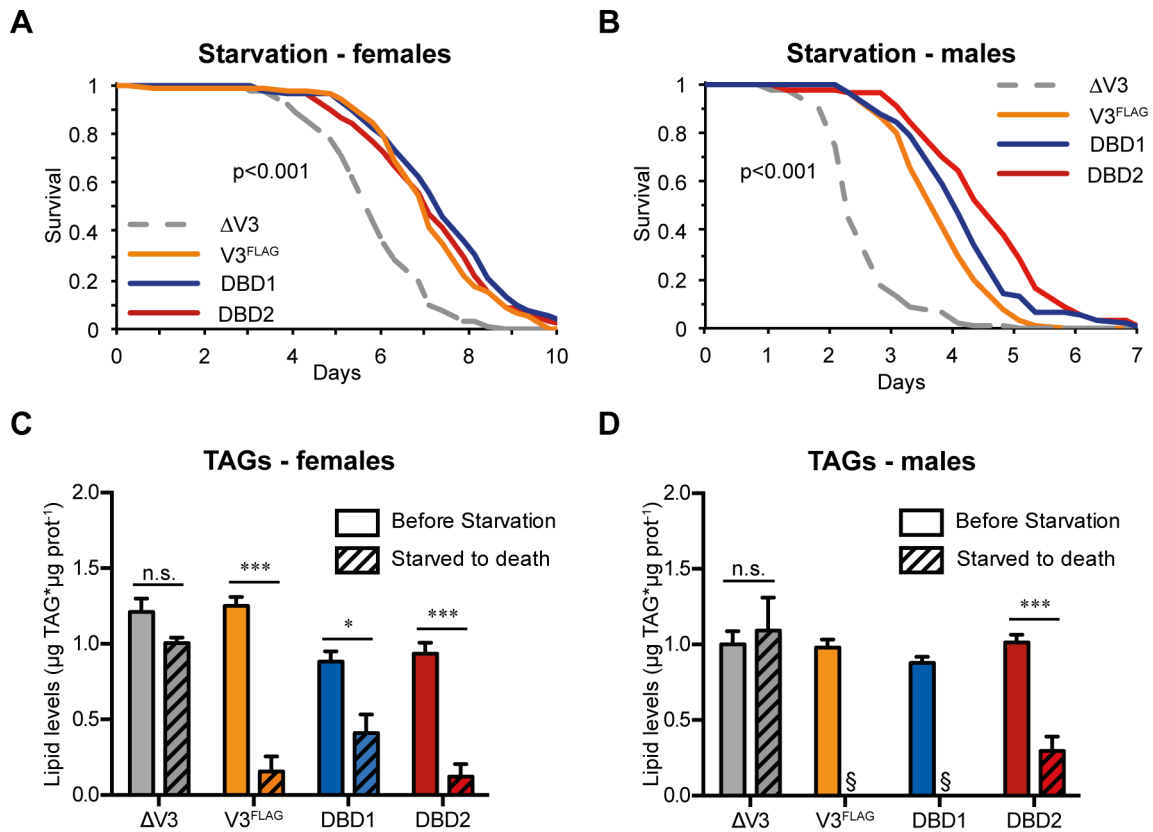 A
Starvation - females
Survival
1
0.8
0.6
0.4
0.2
0
p<0.001
ΔV3
V3FLAG
DBD1
DBD2
0 2 4 6 8 10
Days
B
Starvation - males
Survival
1
0.8
0.6
0.4
0.2
0
p<0.001
ΔV3
V3FLAG
DBD1
DBD2
0 1 2 3 4 5 6 7
Days
C
TAGs - females
Lipid levels (µg TAG*µg prot-1)
2.0
1.5
1.0
0.5
0.0
Before Starvation
Starved to death
n.s. *** * ***
ΔV3 V3FLAG DBD1 DBD2
D
TAGs - males
Lipid levels (µg TAG*µg prot-1)
2.0
1.5
1.0
0.5
0.0
Before Starvation
Starved to death
n.s. ***
§ §
ΔV3 V3FLAG DBD1 DBD2